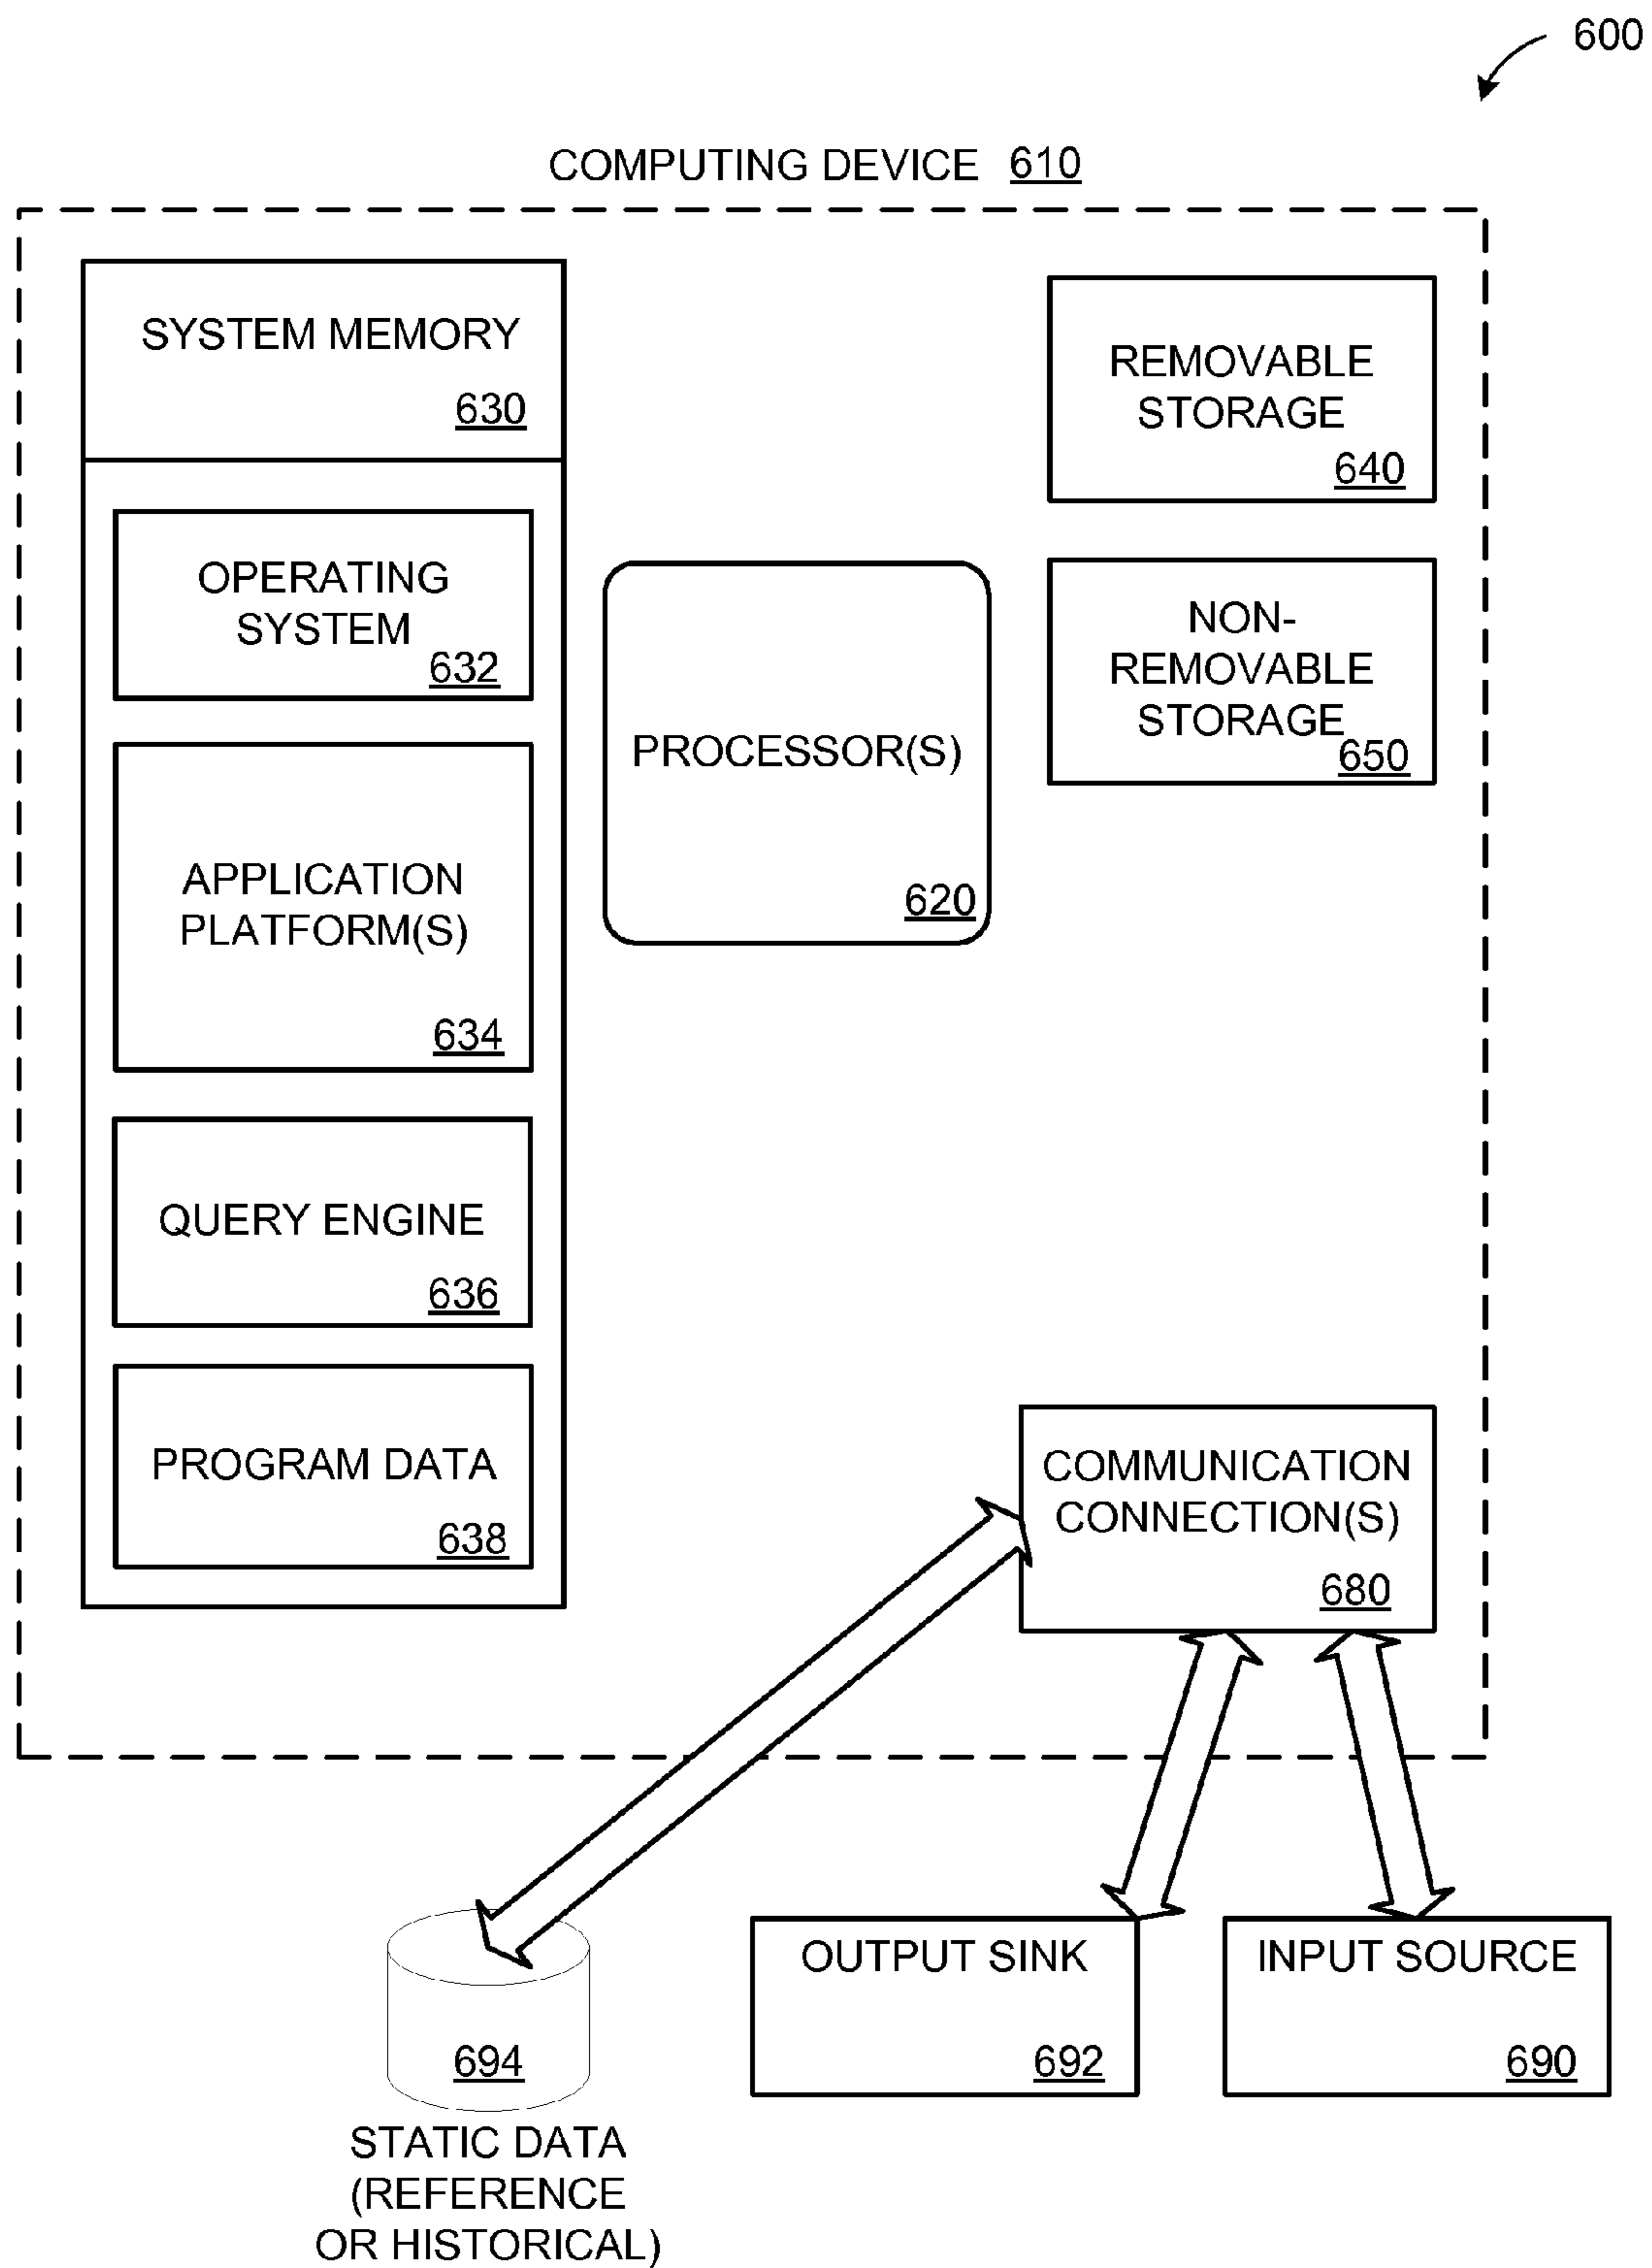 600
COMPUTING DEVICE 610
SYSTEM MEMORY
630
OPERATING
SYSTEM
632
APPLICATION
PLATFORM(S)
634
QUERY ENGINE
636
PROGRAM DATA
638
PROCESSOR(S)
620
REMOVABLE
STORAGE
640
NON-
REMOVABLE
STORAGE
650
COMMUNICATION
CONNECTION(S)
680
694
STATIC DATA
(REFERENCE
OR HISTORICAL)
OUTPUT SINK
692
INPUT SOURCE
690